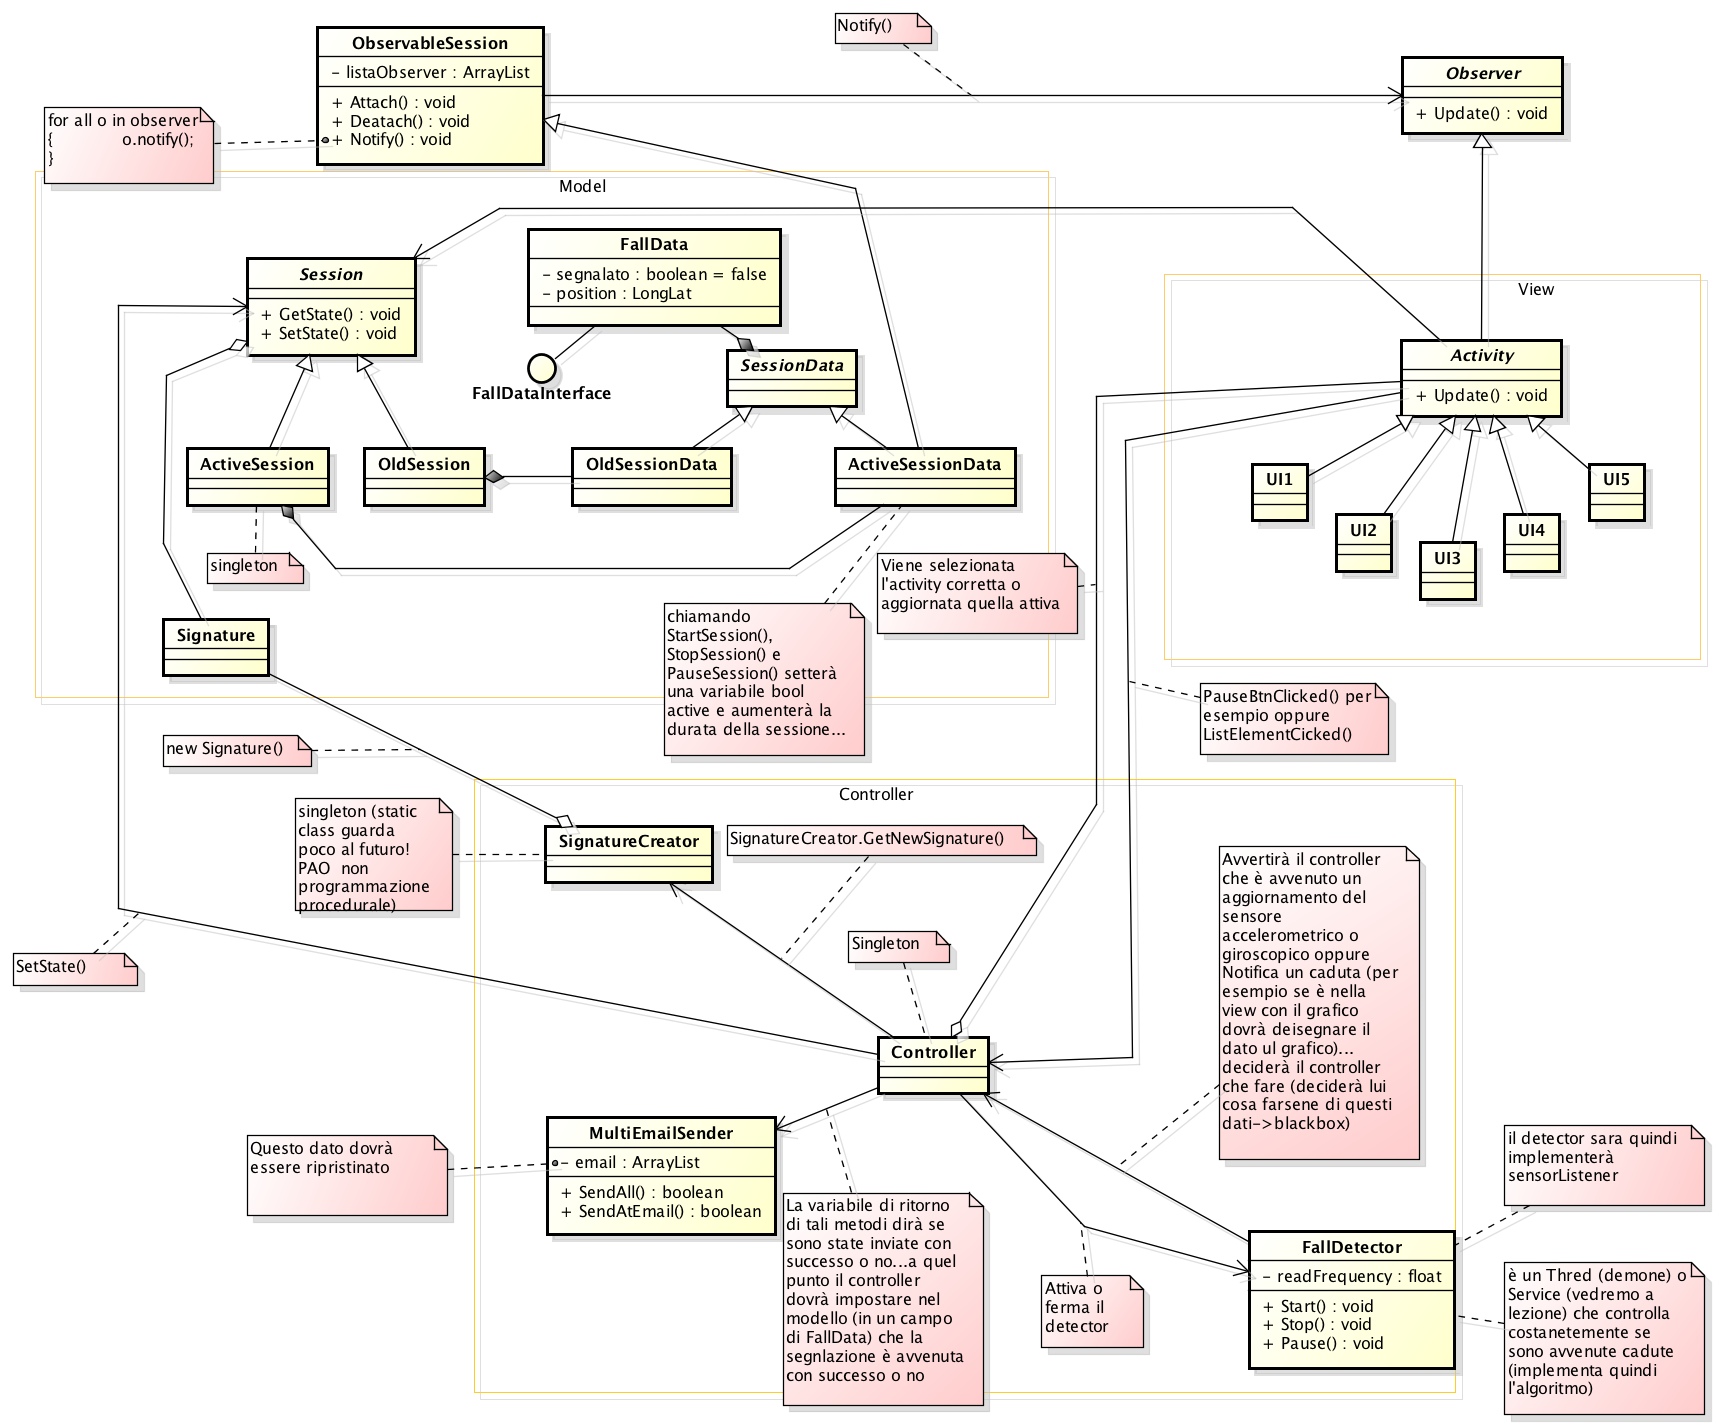 Notify()
ObservableSession
- listaObserver : ArrayList
+ Attach() : void
+ Deatach() : void
+ Notify() : void
for all o in observer
{ o.notify();
}
Observer
+ Update() : void
Model
Session
+ GetState() : void
+ SetState() : void
FallData
- segnalato : boolean = false
- position : LongLat
FallDataInterface
SessionData
ActiveSession
OldSession
OldSessionData
ActiveSessionData
singleton
Signature
chiamando
StartSession(),
StopSession() e
PauseSession() setterà
una variabile bool
active e aumenterà la
durata della sessione...
Viene selezionata
l'activity corretta o
aggiornata quella attiva
View
Activity
+ Update() : void
UI1
UI2
UI3
UI4
UI5
PauseBtnClicked() per
esempio oppure
ListElementCicked()
new Signature()
Controller
singleton (static
class guarda
poco al futuro!
PAO non
programmazione
procedurale)
SignatureCreator
SignatureCreator.GetNewSignature()
SetState()
Singleton
Controller
Avvertirà il controller
che è avvenuto un
aggiornamento del
sensore
accelerometrico o
giroscopico oppure
Notifica un caduta (per
esempio se è nella
view con il grafico
dovrà deisegnare il
dato ul grafico)...
deciderà il controller
che fare (deciderà lui
cosa farsene di questi
dati->blackbox)
Questo dato dovrà
essere ripristinato
MultiEmailSender
- email : ArrayList
+ SendAll() : boolean
+ SendAtEmail() : boolean
La variabile di ritorno
di tali metodi dirà se
sono state inviate con
successo o no...a quel
punto il controller
dovrà impostare nel
modello (in un campo
di FallData) che la
segnlazione è avvenuta
con successo o no
Attiva o
ferma il
detector
il detector sara quindi
implementerà
sensorListener
FallDetector
- readFrequency : float
+ Start() : void
+ Stop() : void
+ Pause() : void
è un Thred (demone) o
Service (vedremo a
lezione) che controlla
costanetemente se
sono avvenute cadute
(implementa quindi
l'algoritmo)